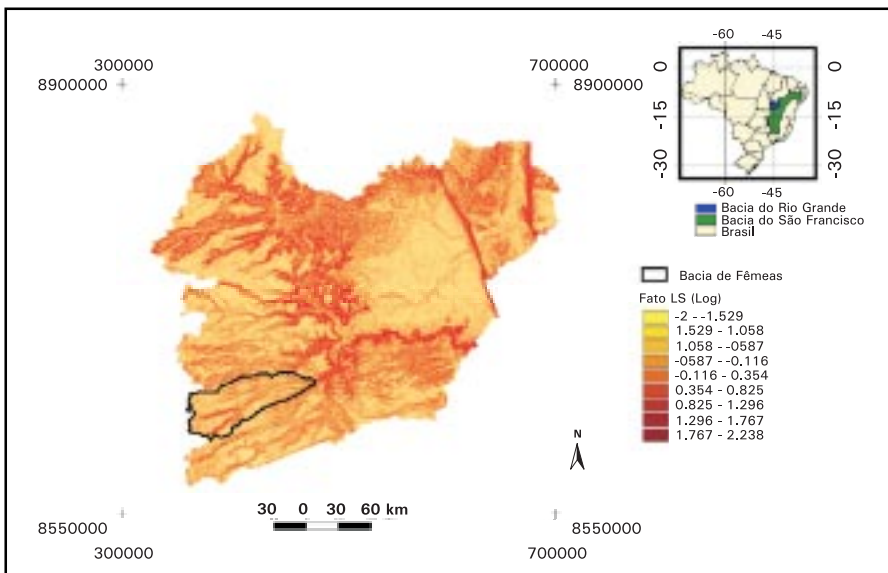 300000
8900000
700000
8900000
-60 -45
0
-15
-30
0
-15
-30
-60 -45
Bacia do Rio Grande
Bacia do São Francisco
Brasil
Bacia de Fêmeas
Fato LS (Log)
-2 - -1.529
1.529 - 1.058
1.058 - -0587
-0587 - -0.116
-0.116 - 0.354
0.354 - 0.825
0.825 - 1.296
1.296 - 1.767
1.767 - 2.238
N
30 0 30 60 km
8550000
300000
8550000
700000